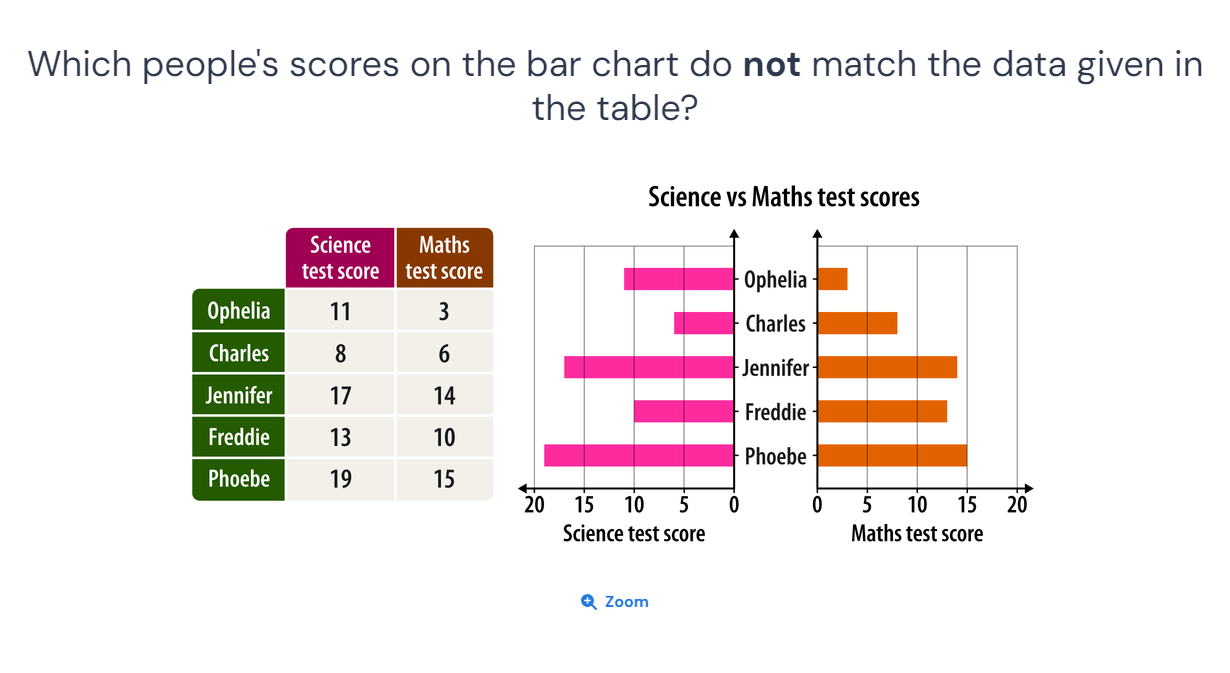 Which people's scores on the bar chart do not match the data given in
the table?
Science test score
Maths test score
Ophelia 11 3
Charles 8 6
Jennifer 17 14
Freddie 13 10
Phoebe 19 15
Science vs Maths test scores
Ophelia
Charles
Jennifer
Freddie
Phoebe
20 15 10 5 0
0 5 10 15 20
Science test score
Maths test score
Zoom